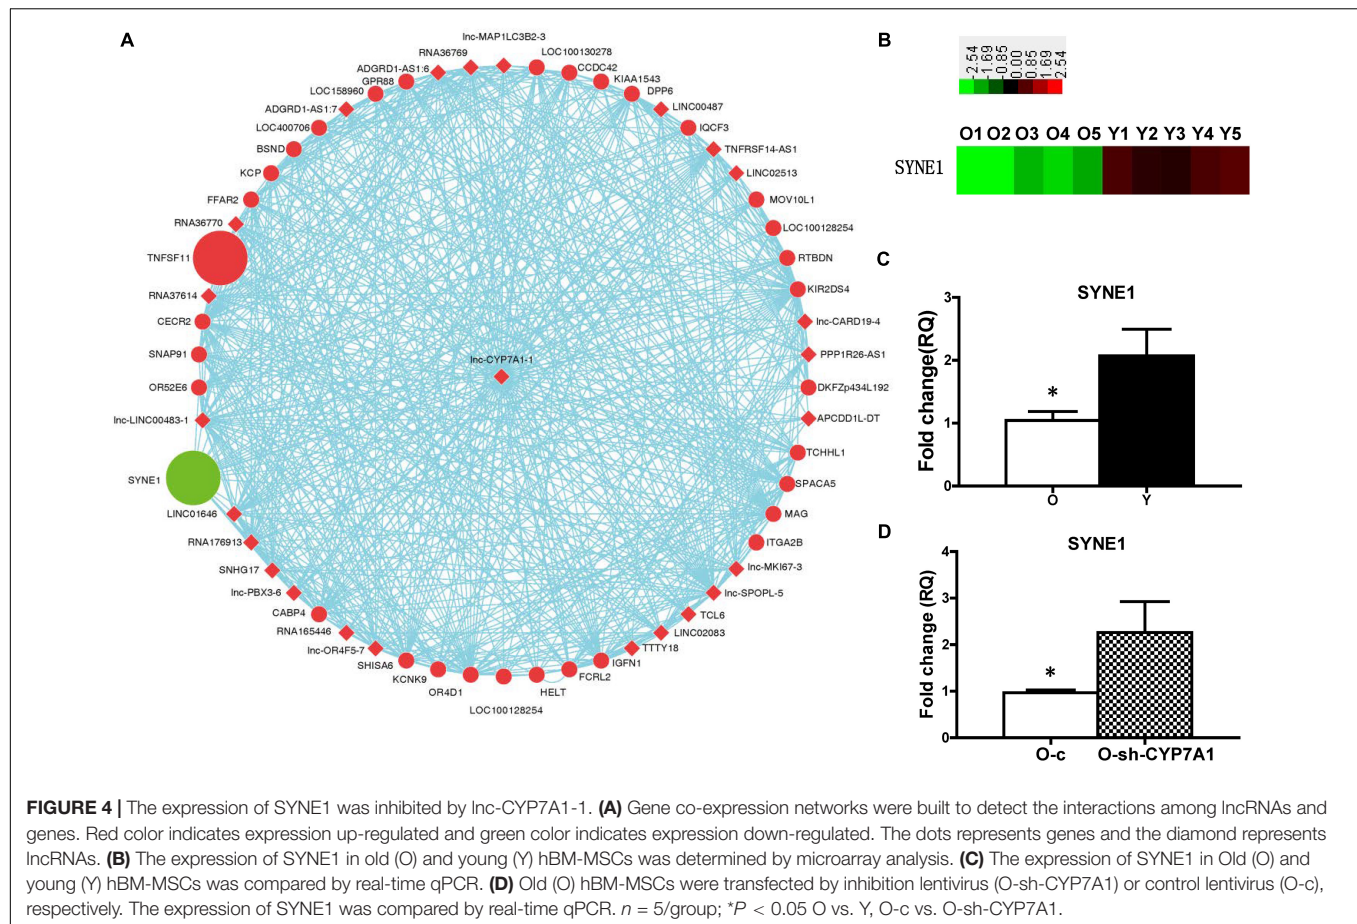 A
lnc-MAP1LC3B2-3
RNA36769
LOC100130278
ADGRD1-AS1:6
CCDC42
GPR88
KIAA1543
LOC158960
DPP6
ADGRD1-AS1:7
LINC00487
LOC400706
IQCF3
BSND
TNFRSF14-AS1
KCP
LINC02513
FFAR2
MOV10L1
RNA36770
LOC100128254
TNFSF11
RTBDN
RNA37614
KIR2DS4
CECR2
lnc-CARD19-4
SNAP91
PPP1R26-AS1
lnc-CYP7A1-1
OR52E6
DKFZp434L192
lnc-LINC00483-1
APCDD1L-DT
TCHHL1
SYNE1
SPACA5
LINC01646
MAG
RNA176913
ITGA2B
SNHG17
lnc-MKI67-3
lnc-PBX3-6
lnc-SPOPL-5
CABP4
TCL6
RNA165446
LINC02083
lnc-OR4F5-7
TTTY18
SHISA6
IGFN1
KCNK9
FCRL2
OR4D1
HELT
LOC100128254
B
-2.54
-1.69
-0.85
0.00
0.85
1.69
2.54
O1 O2 O3 O4 O5 Y1 Y2 Y3 Y4 Y5
SYNE1
C
SYNE1
Fold change(RQ)
3
2
1
0
*
O
Y
D
SYNE1
Fold change (RQ)
4
3
2
1
0
*
O-c
O-sh-CYP7A1
FIGURE 4 | The expression of SYNE1 was inhibited by lnc-CYP7A1-1. (A) Gene co-expression networks were built to detect the interactions among lncRNAs and
genes. Red color indicates expression up-regulated and green color indicates expression down-regulated. The dots represents genes and the diamond represents
lncRNAs. (B) The expression of SYNE1 in old (O) and young (Y) hBM-MSCs was determined by microarray analysis. (C) The expression of SYNE1 in Old (O) and
young (Y) hBM-MSCs was compared by real-time qPCR. (D) Old (O) hBM-MSCs were transfected by inhibition lentivirus (O-sh-CYP7A1) or control lentivirus (O-c),
respectively. The expression of SYNE1 was compared by real-time qPCR. n = 5/group; *P < 0.05 O vs. Y, O-c vs. O-sh-CYP7A1.